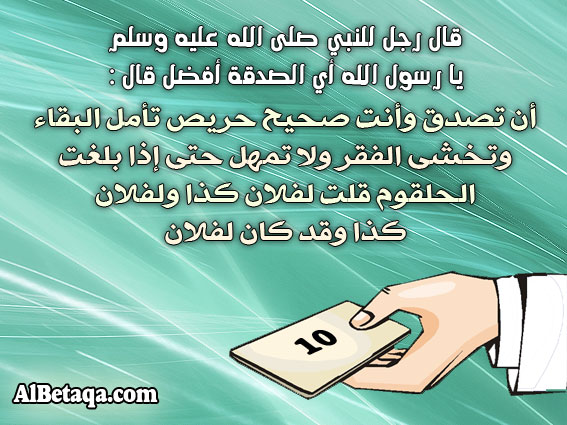 قال رجل للنبي صلى الله عليه وسلم
يا رسول الله أي الصدقة أفضل قال :
أن تصدق وأنت صحيح حريص تأمل البقاء
وتخشى الفقر ولا تمهل حتى إذا بلغت
الحلقوم قلت لفلان كذا ولفلان
كذا وقد كان لفلان
10
AlBetaqa.com